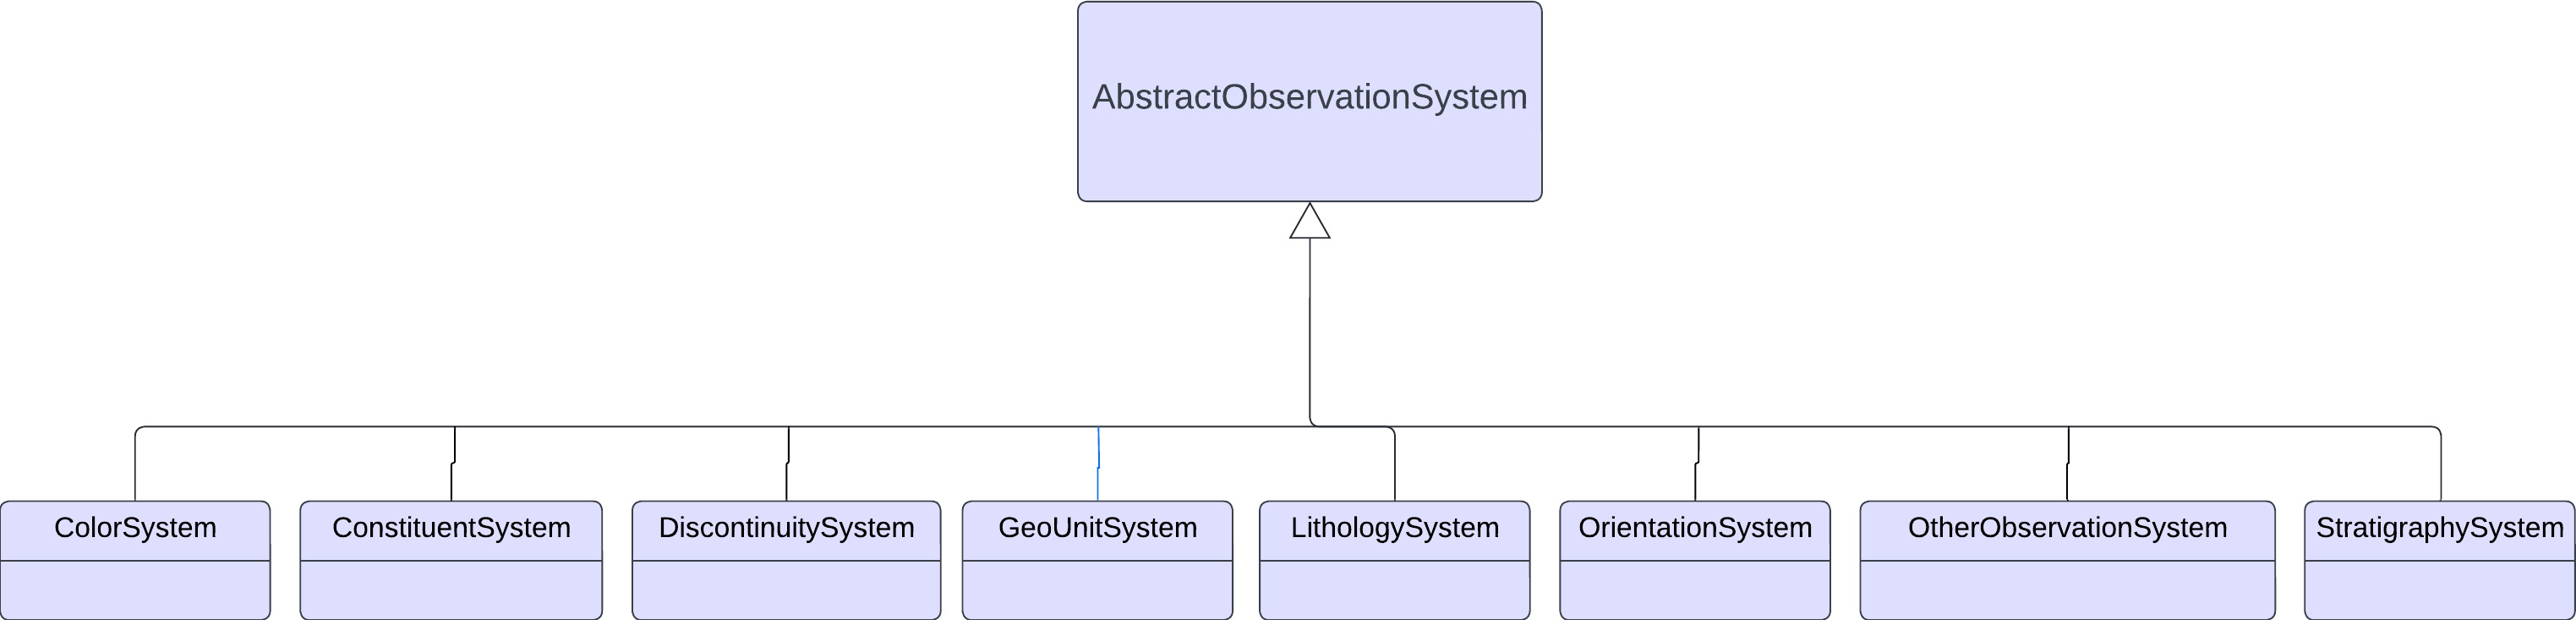 AbstractObservationSystem
ColorSystem
ConstituentSystem
DiscontinuitySystem
GeoUnitSystem
LithologySystem
OrientationSystem
OtherObservationSystem
StratigraphySystem